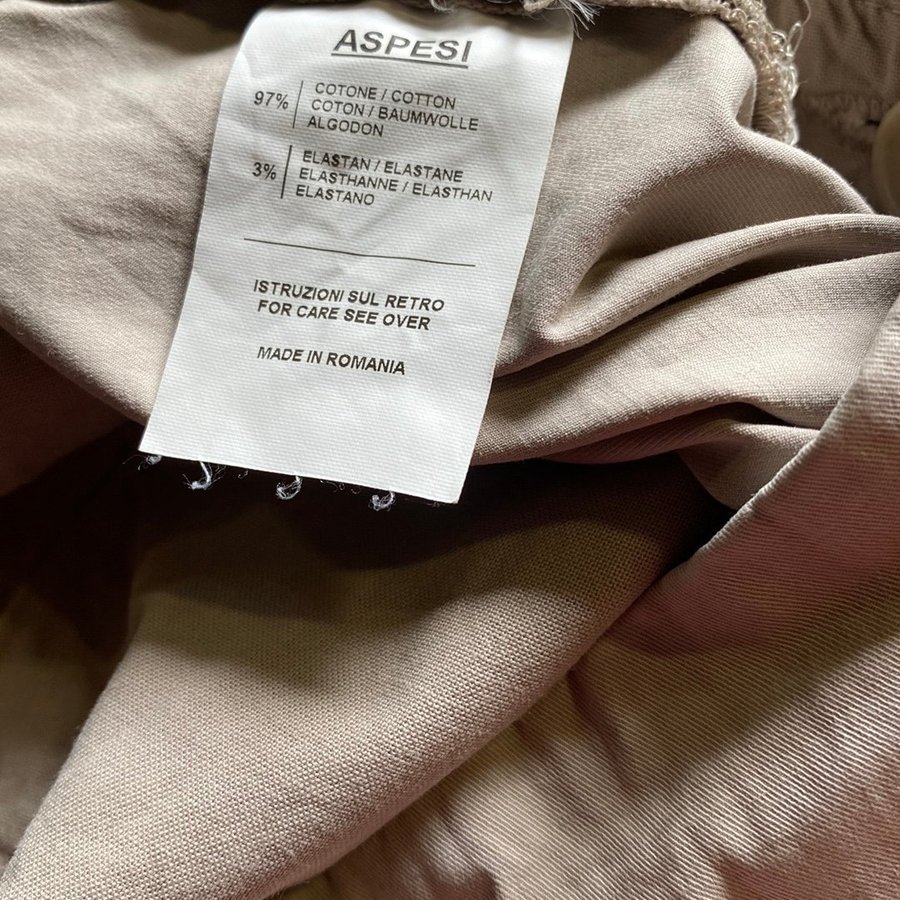 ASPESI
97% COTONE / COTTON
COTON / BAUMWOLLE
ALGODON
3% ELASTAN / ELASTANE
ELASTHANNE / ELASTHAN
ELASTANO
ISTRUZIONI SUL RETRO
FOR CARE SEE OVER
MADE IN ROMANIA